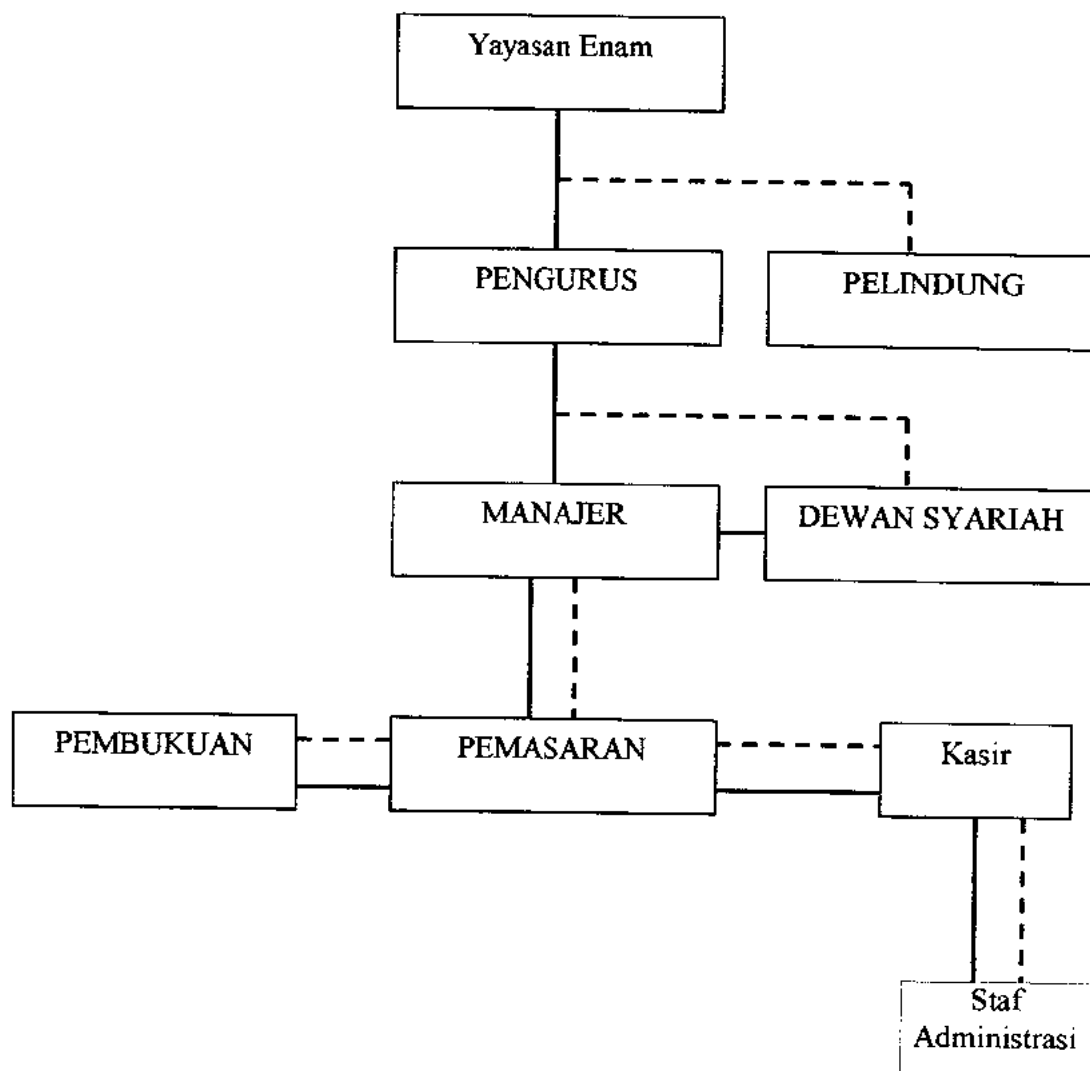 Yayasan Enam
PENGURUS
PELINDUNG
MANAJER
DEWAN SYARIAH
PEMBUKUAN
PEMASARAN
Kasir
Staf
Administrasi